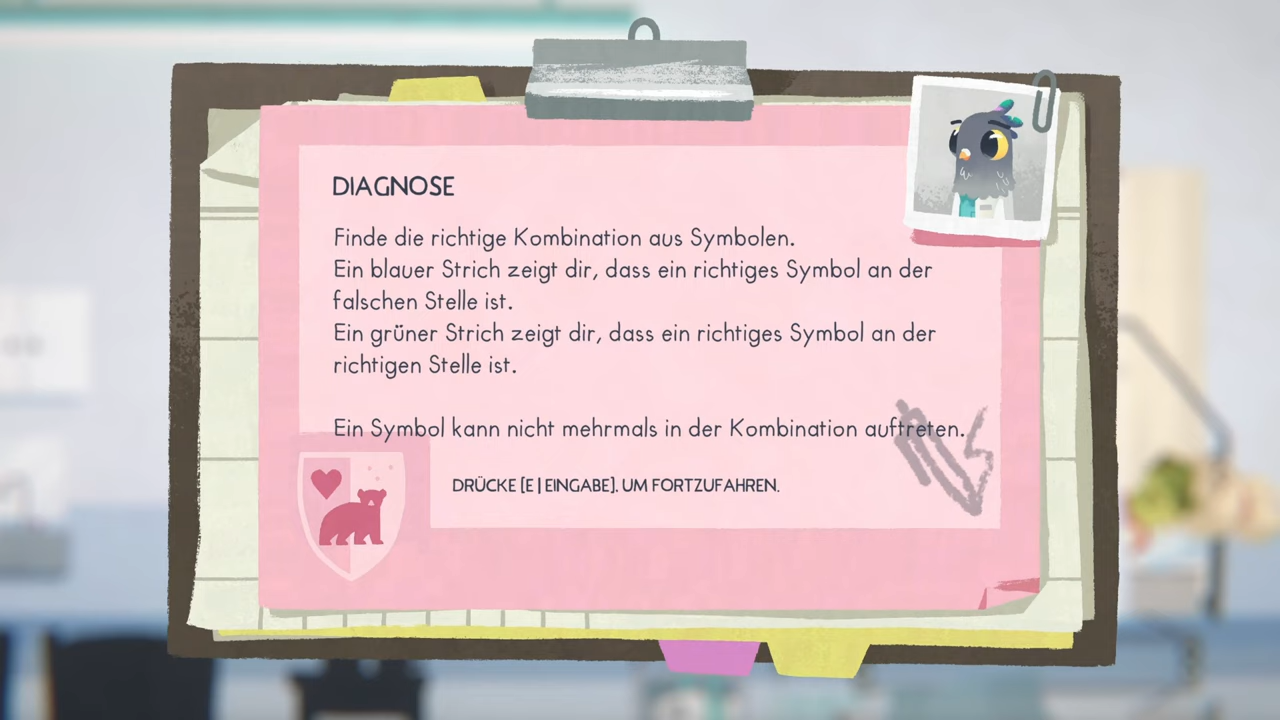 DIAGNOSE
Finde die richtige Kombination aus Symbolen.
Ein blauer Strich zeigt dir, dass ein richtiges Symbol an der
falschen Stelle ist.
Ein grüner Strich zeigt dir, dass ein richtiges Symbol an der
richtigen Stelle ist.
Ein Symbol kann nicht mehrmals in der Kombination auftreten.
DRÜCKE [E | EINGABE]. UM FORTZUFAHREN.